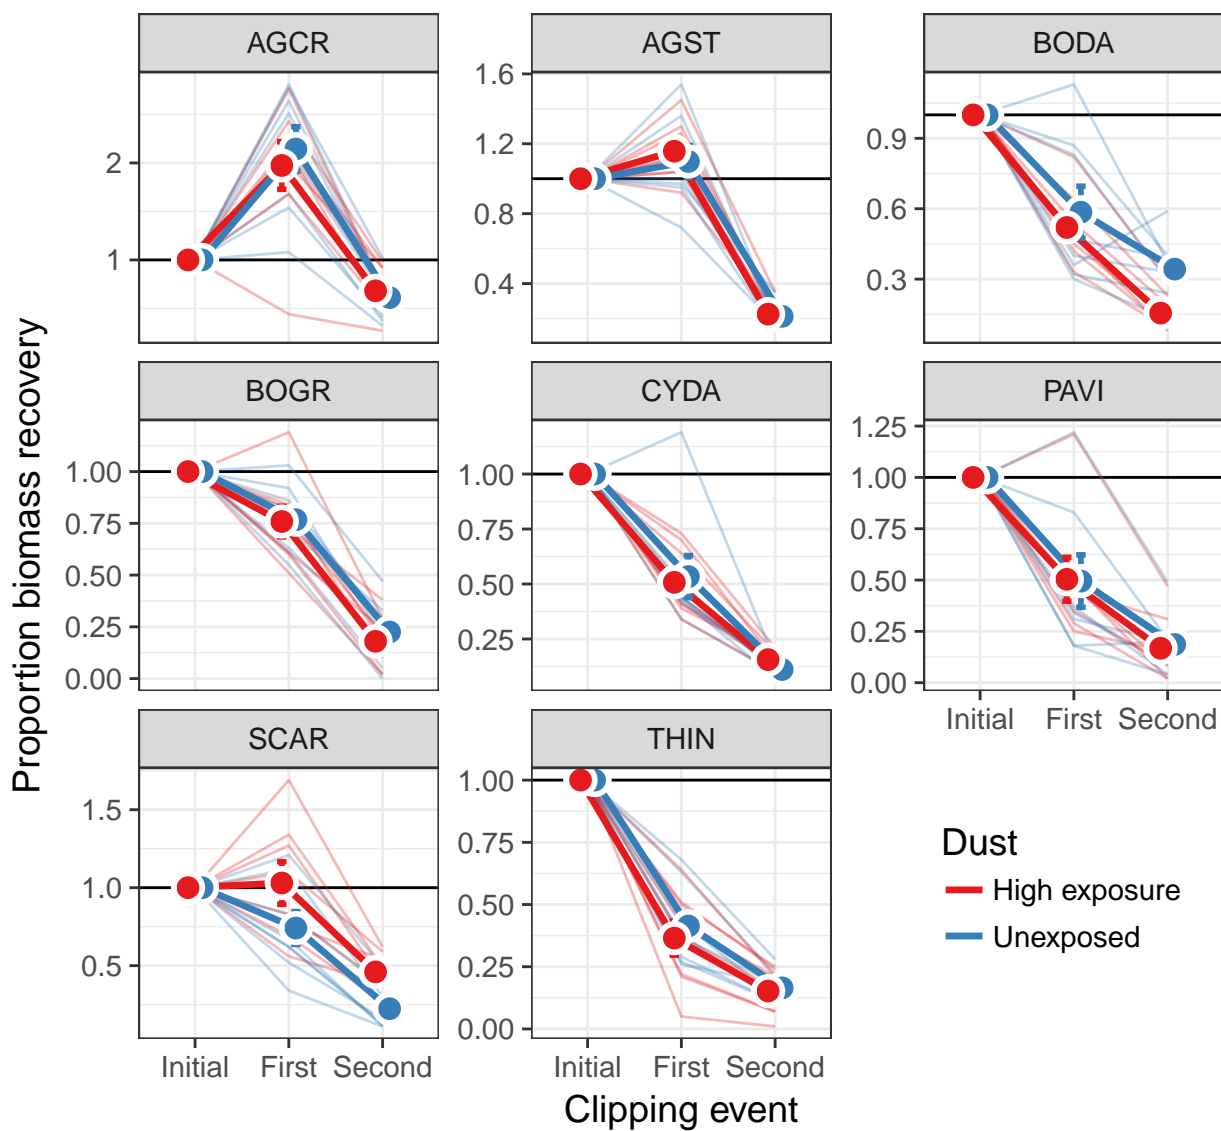 AGCR
AGST
BODA
2
1
1.6
1.2
0.8
0.4
0.9
0.6
0.3
Proportion biomass recovery
BOGR
CYDA
PAVI
1.00
0.75
0.50
0.25
0.00
1.00
0.75
0.50
0.25
1.25
1.00
0.75
0.50
0.25
0.00
Initial First Second
SCAR
THIN
1.5
1.0
0.5
1.00
0.75
0.50
0.25
0.00
Dust
High exposure
Unexposed
Initial First Second
Initial First Second
Clipping event